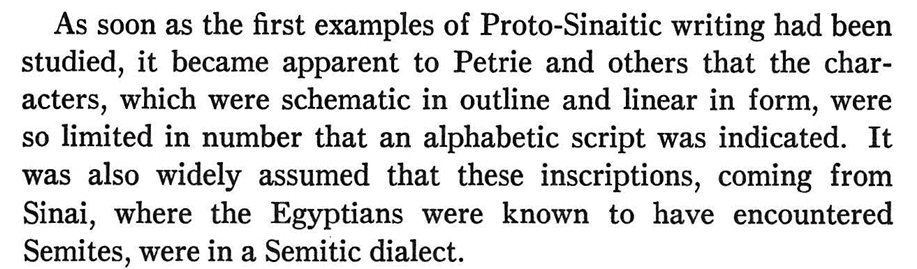 As soon as the first examples of Proto-Sinaitic writing had been
studied, it became apparent to Petrie and others that the char-
acters, which were schematic in outline and linear in form, were
so limited in number that an alphabetic script was indicated. It
was also widely assumed that these inscriptions, coming from
Sinai, where the Egyptians were known to have encountered
Semites, were in a Semitic dialect.